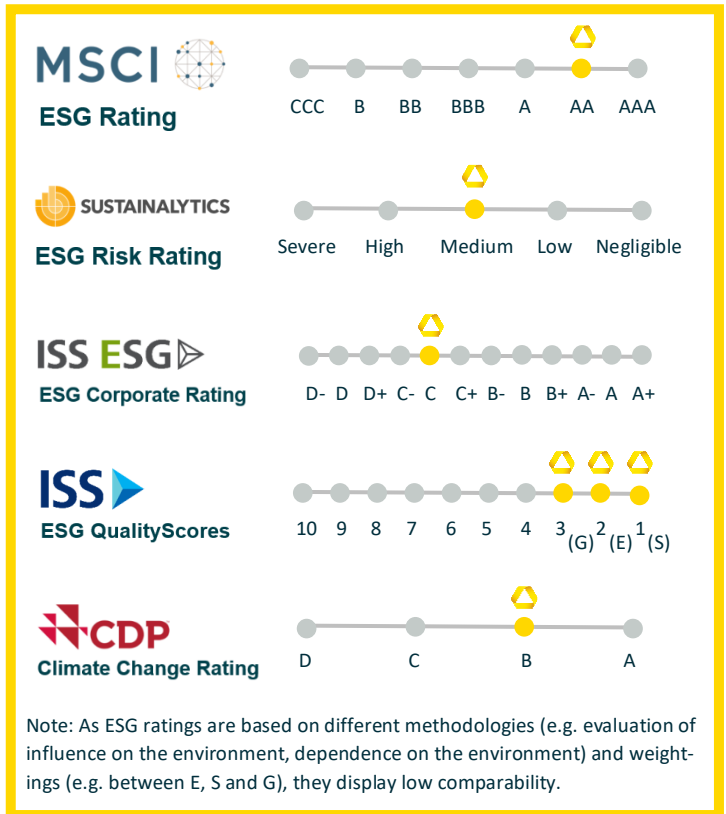 MSCI
ESG Rating
CCC B BB BBB A AA AAA
SUSTAINALYTICS
ESG Risk Rating
Severe High Medium Low Negligible
ISS ESG
ESG Corporate Rating
D- D D+ C- C C+ B- B B+ A- A A+
ISS
ESG QualityScores
10 9 8 7 6 5 4 3 (G) 2 (E) 1 (S)
CDP
Climate Change Rating
D C B A
Note: As ESG ratings are based on different methodologies (e.g. evaluation of
influence on the environment, dependence on the environment) and weight-
ings (e.g. between E, S and G), they display low comparability.